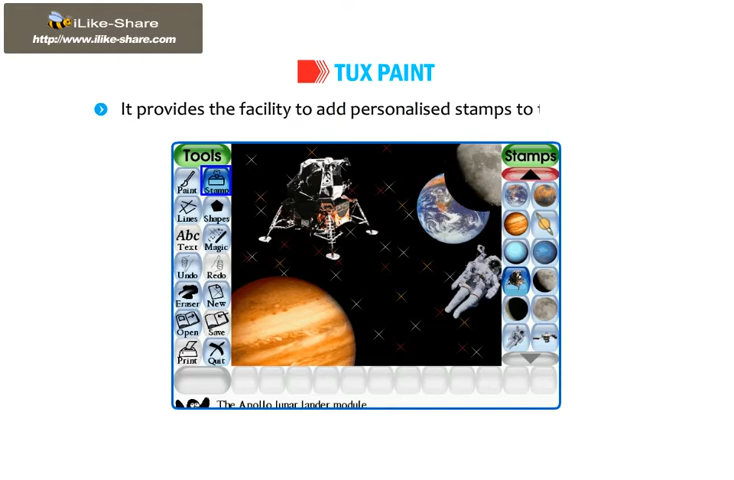 iLike-Share
http://www.ilike-share.com
TUX PAINT
It provides the facility to add personalised stamps to
Tools
Stamps
Paint
Stamp
Lines
Shapes
Abc
Text
Magic
Undo
Redo
Eraser
New
Open
Save
Print
Quit
The Apollo lunar lander module